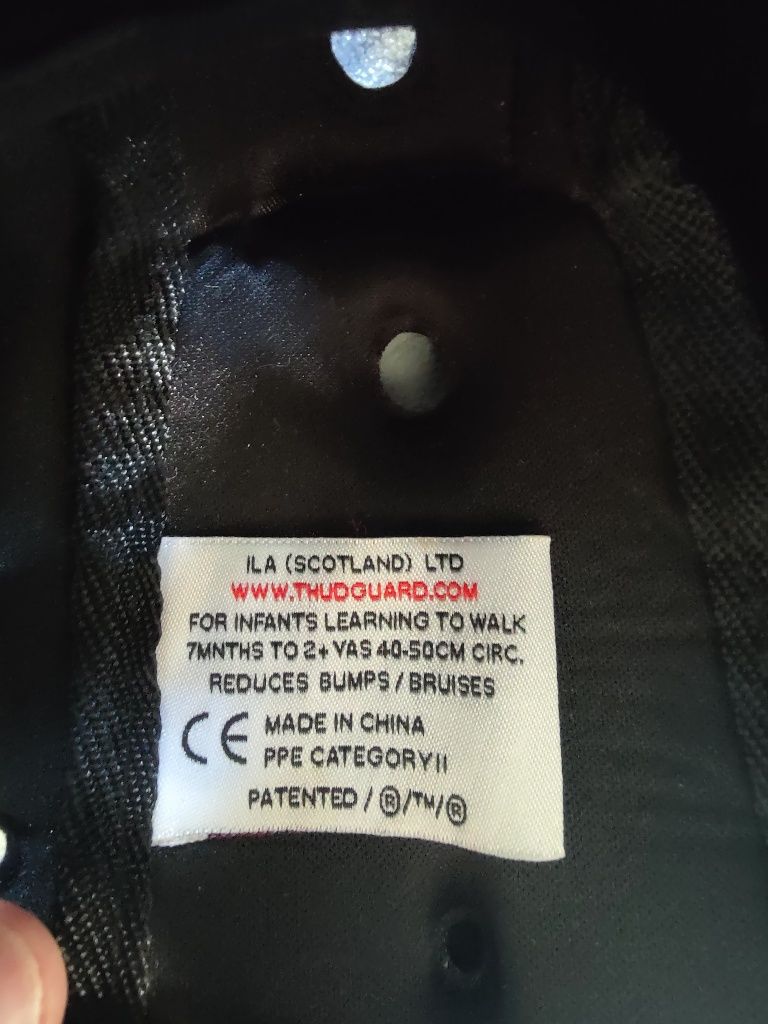 ILA (SCOTLAND) LTD
WWW.THUDGUARD.COM
FOR INFANTS LEARNING TO WALK
7MNTHS TO 2+ YAS 40-50CM CIRC.
REDUCES BUMPS / BRUISES
CE MADE IN CHINA
PPE CATEGORY II
PATENTED / ®/™/®